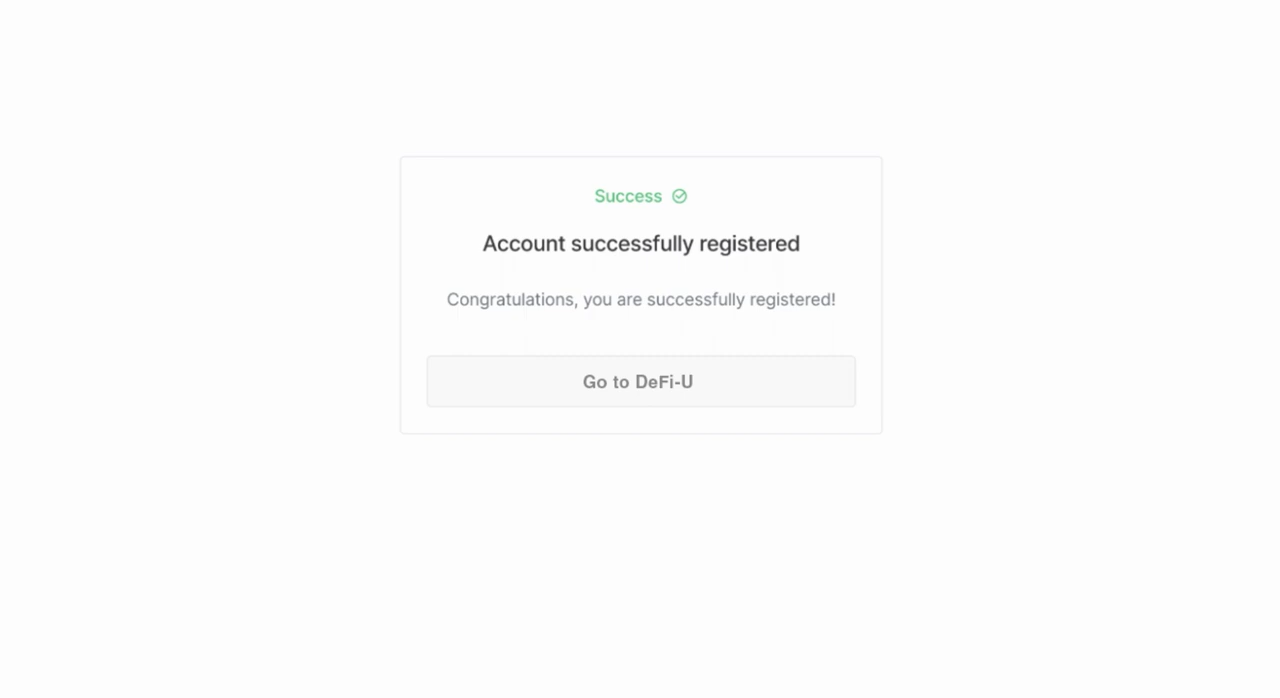 Success
Account successfully registered
Congratulations, you are successfully registered!
Go to DeFi-U